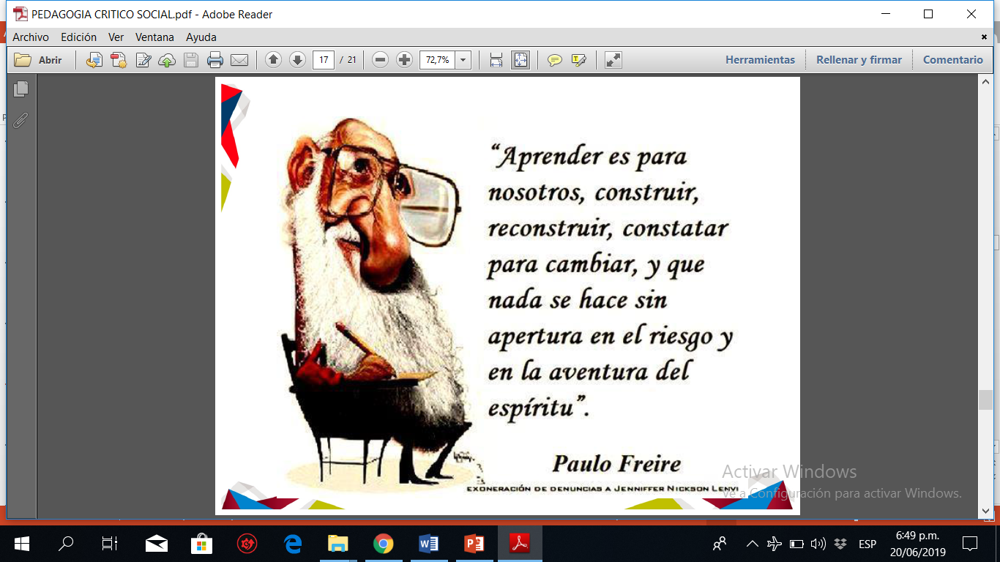 PEDAGOGIA CRITICO SOCIAL.pdf - Adobe Reader
Archivo Edición Ver Ventana Ayuda
Abrir 17 / 21 72,7% Herramientas Rellenar y firmar Comentario
“Aprender es para
nosotros, construir,
reconstruir, constatar
para cambiar, y que
nada se hace sin
apertura en el riesgo y
en la aventura del
espíritu”.
Paulo Freire
EXONERACIÓN DE DENUNCIAS A JENNIFFER NICKSON LENVI
Activar Windows
Ve a Configuración para activar Windows.
ESP
6:49 p.m.
20/06/2019